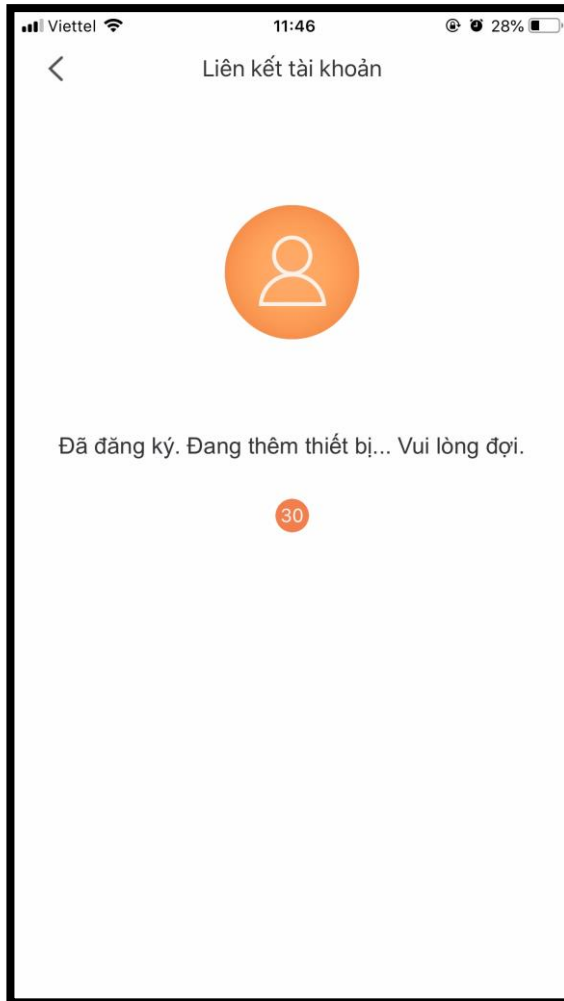 Viettel 11:46 28%
Liên kết tài khoản
Đã đăng ký. Đang thêm thiết bị... Vui lòng đợi.
30